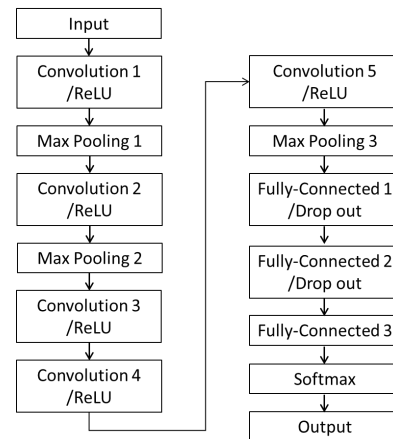 Input
Convolution 1
/ReLU
Max Pooling 1
Convolution 2
/ReLU
Max Pooling 2
Convolution 3
/ReLU
Convolution 4
/ReLU
Convolution 5
/ReLU
Max Pooling 3
Fully-Connected 1
/Drop out
Fully-Connected 2
/Drop out
Fully-Connected 3
Softmax
Output